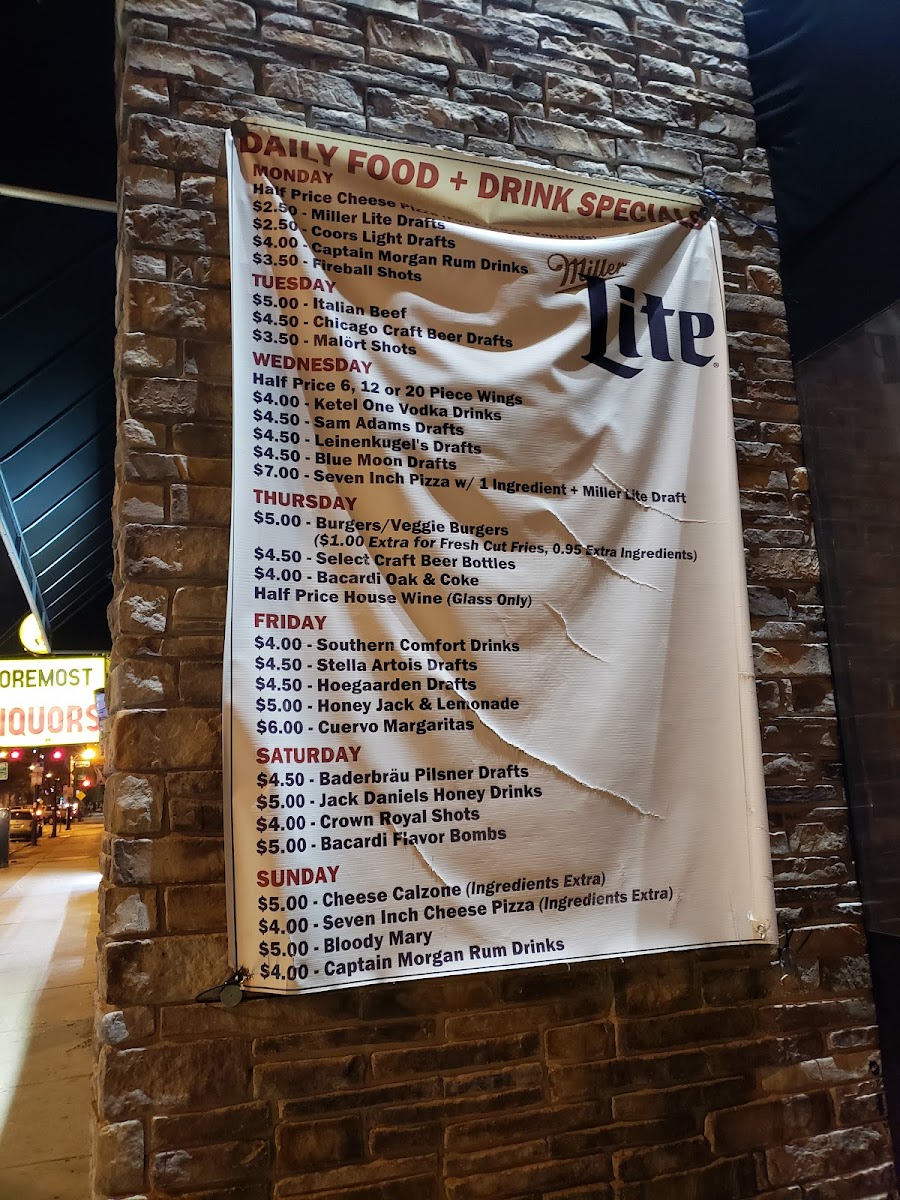 DAILY FOOD + DRINK SPECIALS
MONDAY
Half Price Cheese
$2.50 - Miller Lite Drafts
$2.50 - Coors Light Drafts
$4.00 - Captain Morgan Rum Drinks
$3.50 - Fireball Shots
TUESDAY
$5.00 - Italian Beef
$4.50 - Chicago Craft Beer Drafts
$3.50 - Malört Shots
Miller
Lite
WEDNESDAY
Half Price 6, 12 or 20 Piece Wings
$4.00 - Ketel One Vodka Drinks
$4.50 - Sam Adams Drafts
$4.50 - Leinenkugel's Drafts
$4.50 - Blue Moon Drafts
$7.00 - Seven Inch Pizza w/ 1 Ingredient + Miller Lite Draft
THURSDAY
$5.00 - Burgers/Veggie Burgers
($1.00 Extra for Fresh Cut Fries, 0.95 Extra Ingredients)
$4.50 - Select Craft Beer Bottles
$4.00 - Bacardi Oak & Coke
Half Price House Wine (Glass Only)
FRIDAY
$4.00 - Southern Comfort Drinks
$4.50 - Stella Artois Drafts
$4.50 - Hoegaarden Drafts
$5.00 - Honey Jack & Lemonade
$6.00 - Cuervo Margaritas
SATURDAY
$4.50 - Baderbräu Pilsner Drafts
$5.00 - Jack Daniels Honey Drinks
$4.00 - Crown Royal Shots
$5.00 - Bacardi Flavor Bombs
SUNDAY
$5.00 - Cheese Calzone (Ingredients Extra)
$4.00 - Seven Inch Cheese Pizza (Ingredients Extra)
$5.00 - Bloody Mary
$4.00 - Captain Morgan Rum Drinks
OREMOST
IQUORS